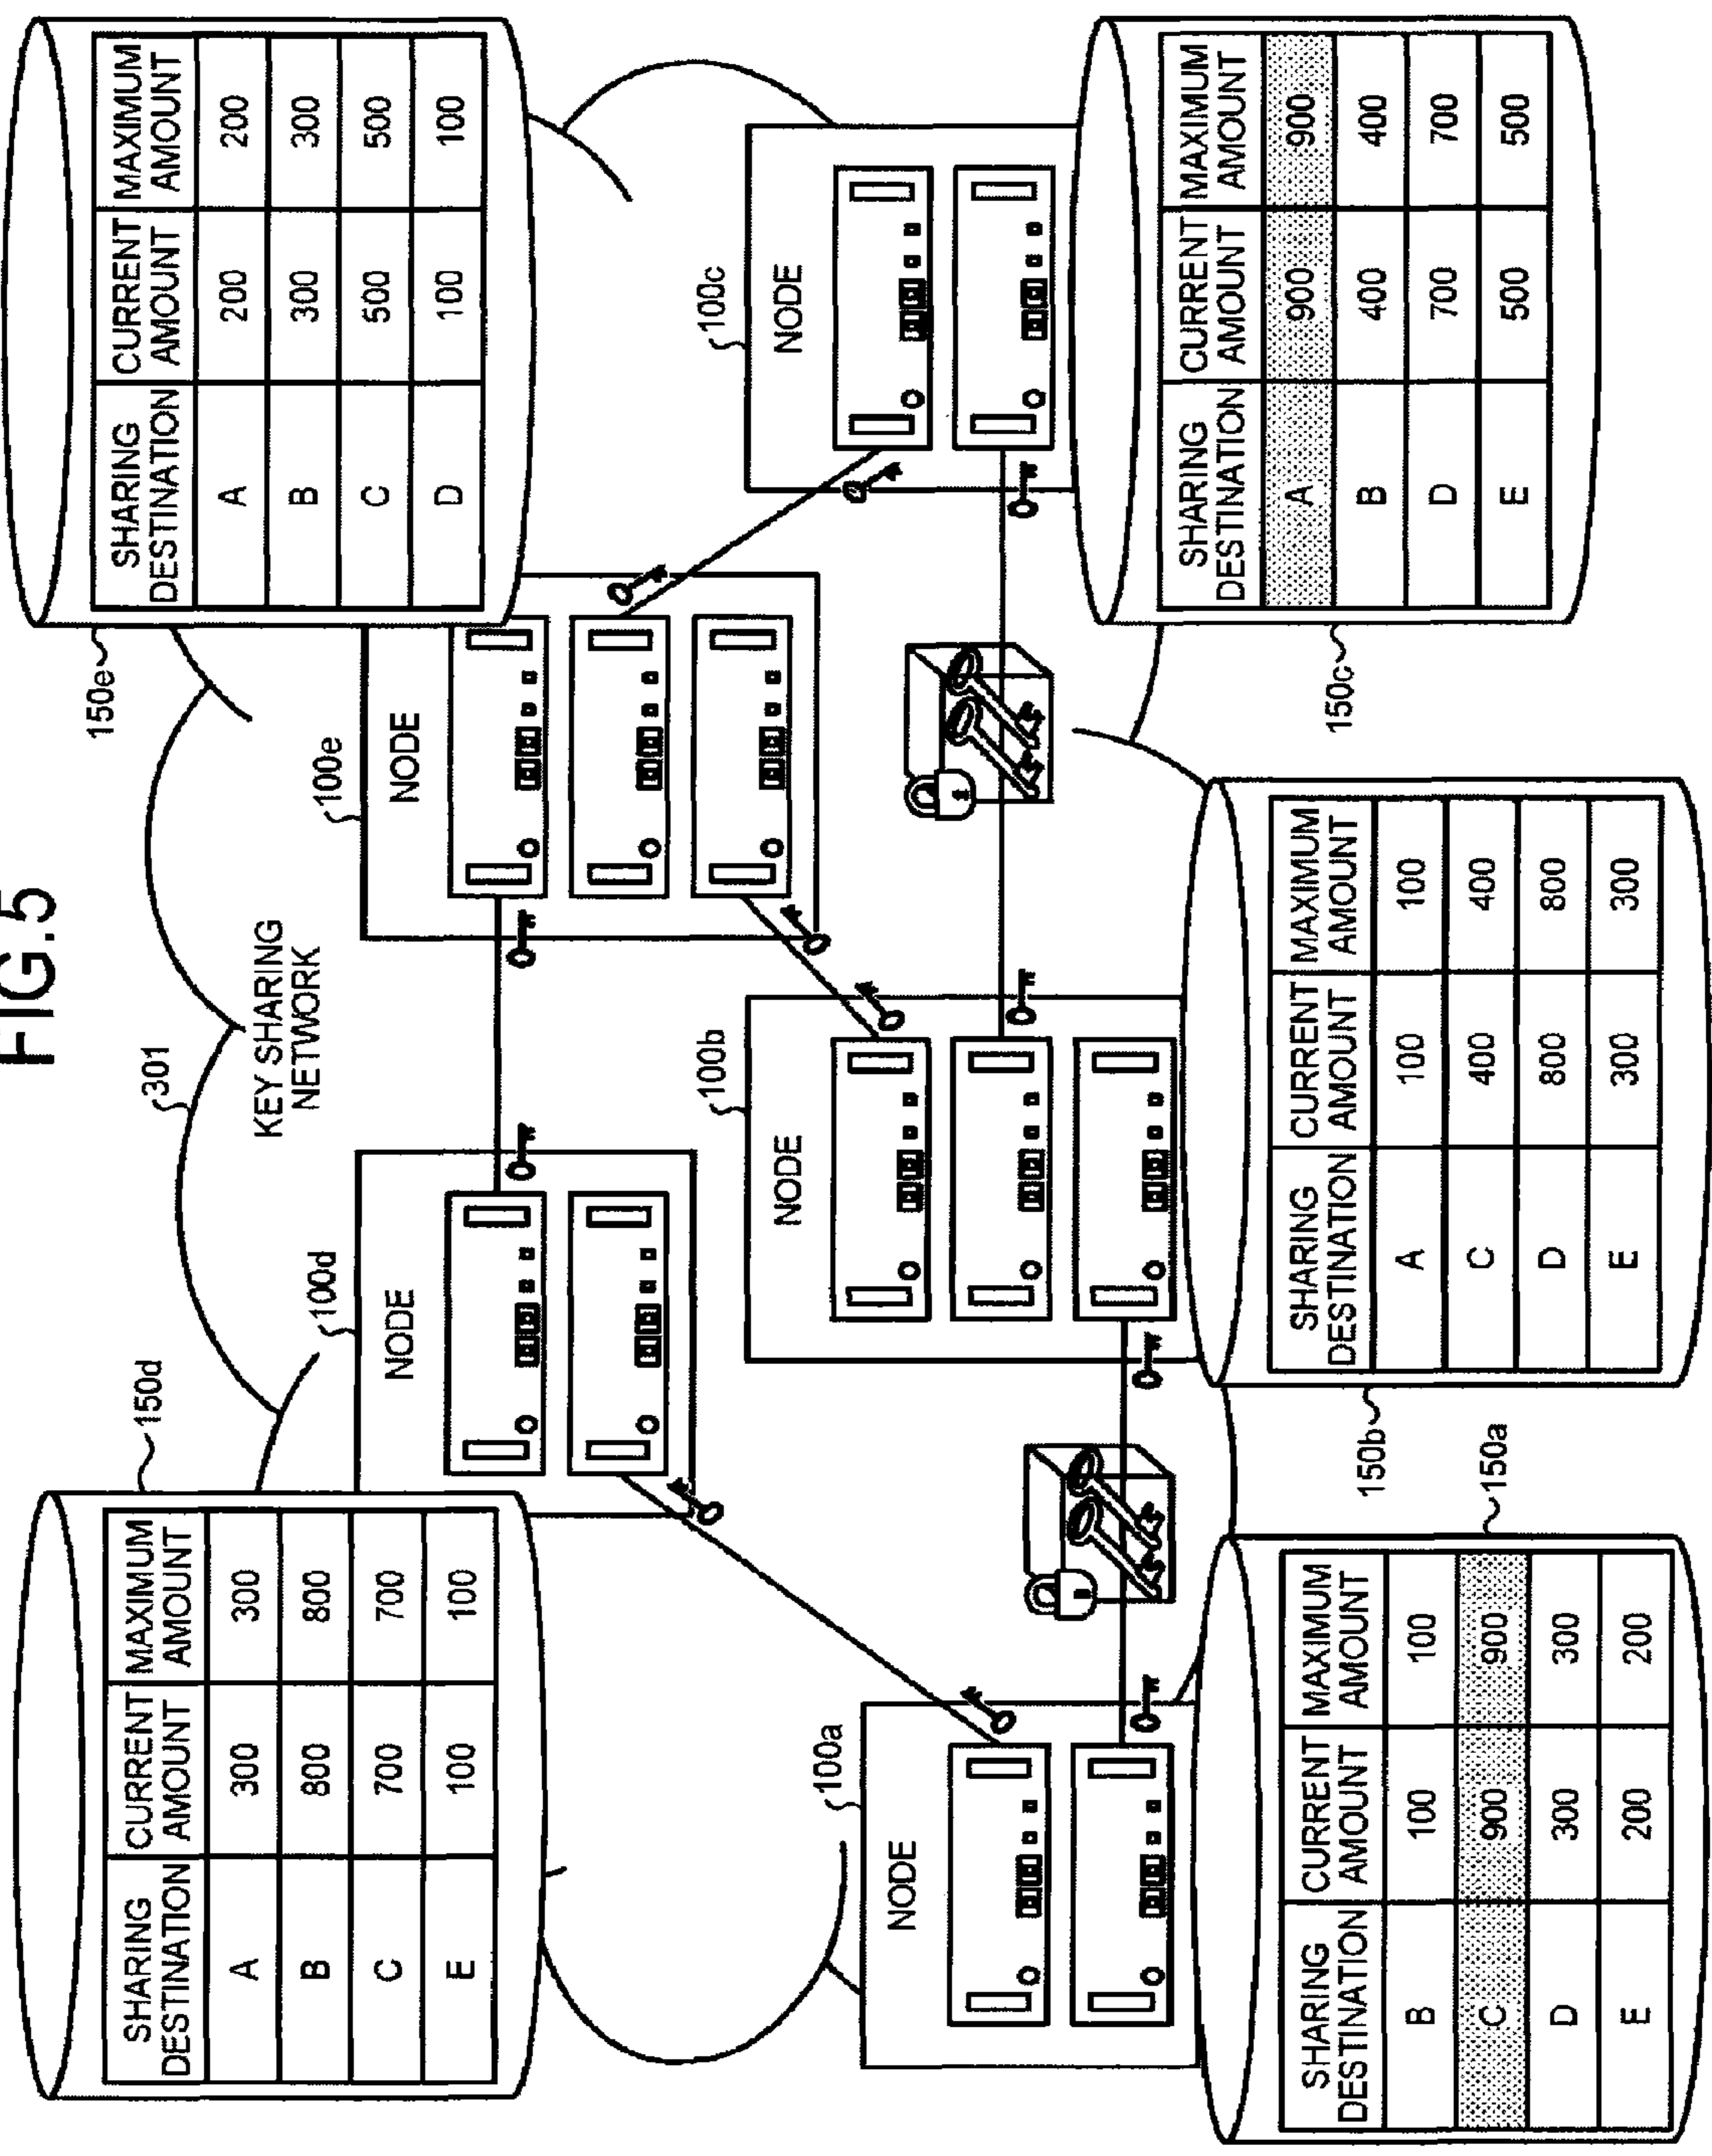 FIG.5
150d
SHARING DESTINATION CURRENT AMOUNT MAXIMUM AMOUNT
A 300 300
B 800 800
C 700 700
E 100 100
301
KEY SHARING
NETWORK
150e
SHARING DESTINATION CURRENT AMOUNT MAXIMUM AMOUNT
A 200 200
B 300 300
C 500 500
D 100 100
100d
NODE
100e
NODE
100a
NODE
100b
NODE
100c
NODE
150a
SHARING DESTINATION CURRENT AMOUNT MAXIMUM AMOUNT
B 100 100
C 900 900
D 300 300
E 200 200
150b
SHARING DESTINATION CURRENT AMOUNT MAXIMUM AMOUNT
A 100 100
C 400 400
D 800 800
E 300 300
150c
SHARING DESTINATION CURRENT AMOUNT MAXIMUM AMOUNT
A 900 900
B 400 400
D 700 700
E 500 500